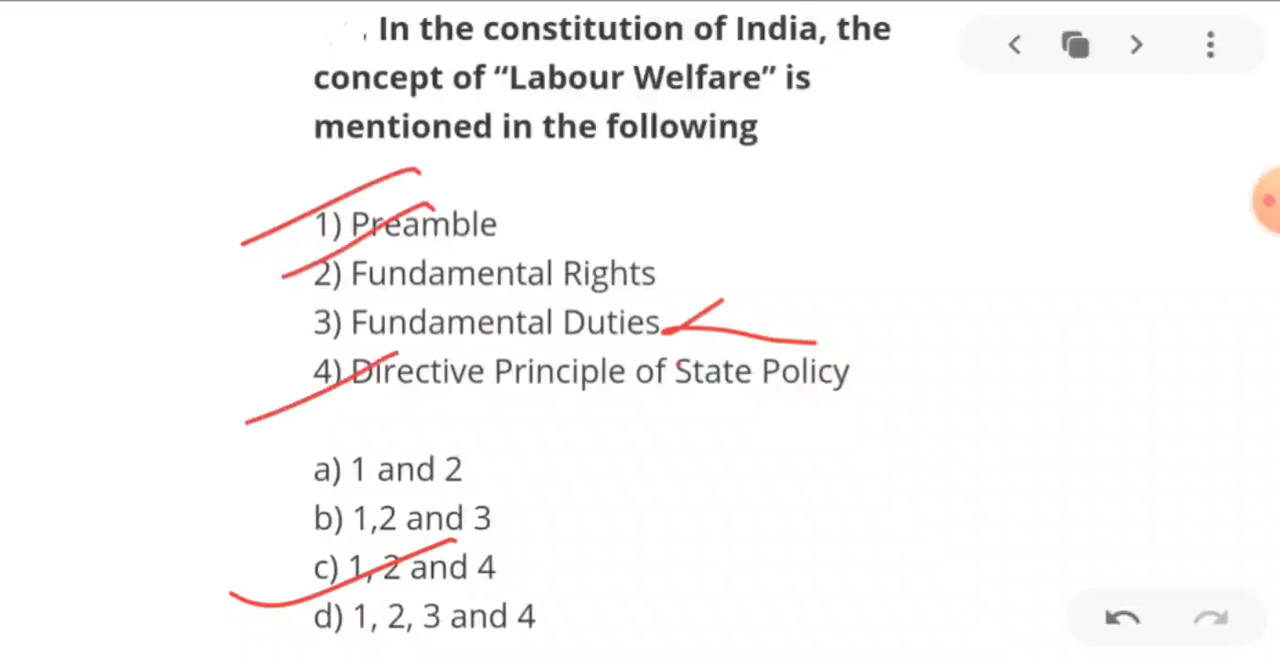 In the constitution of India, the
concept of “Labour Welfare” is
mentioned in the following
1) Preamble
2) Fundamental Rights
3) Fundamental Duties
4) Directive Principle of State Policy
a) 1 and 2
b) 1,2 and 3
c) 1, 2 and 4
d) 1, 2, 3 and 4